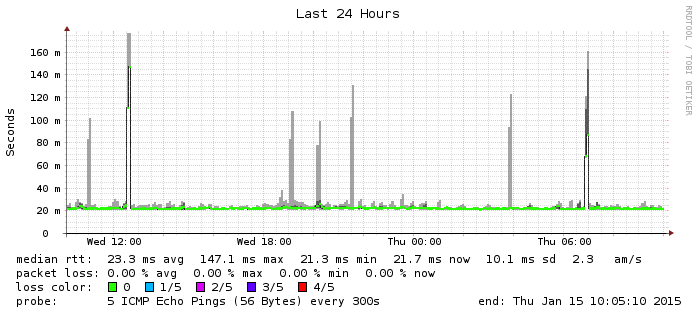 Last 24 Hours
RRDTOOL / TOBI OETIKER
Seconds
160 m
140 m
120 m
100 m
80 m
60 m
40 m
20 m
0
Wed 12:00 Wed 18:00 Thu 00:00 Thu 06:00
median rtt: 23.3 ms avg 147.1 ms max 21.3 ms min 21.7 ms now 10.1 ms sd 2.3 am/s
packet loss: 0.00 % avg 0.00 % max 0.00 % min 0.00 % now
loss color: 0 1/5 2/5 3/5 4/5
probe: 5 ICMP Echo Pings (56 Bytes) every 300s end: Thu Jan 15 10:05:10 2015